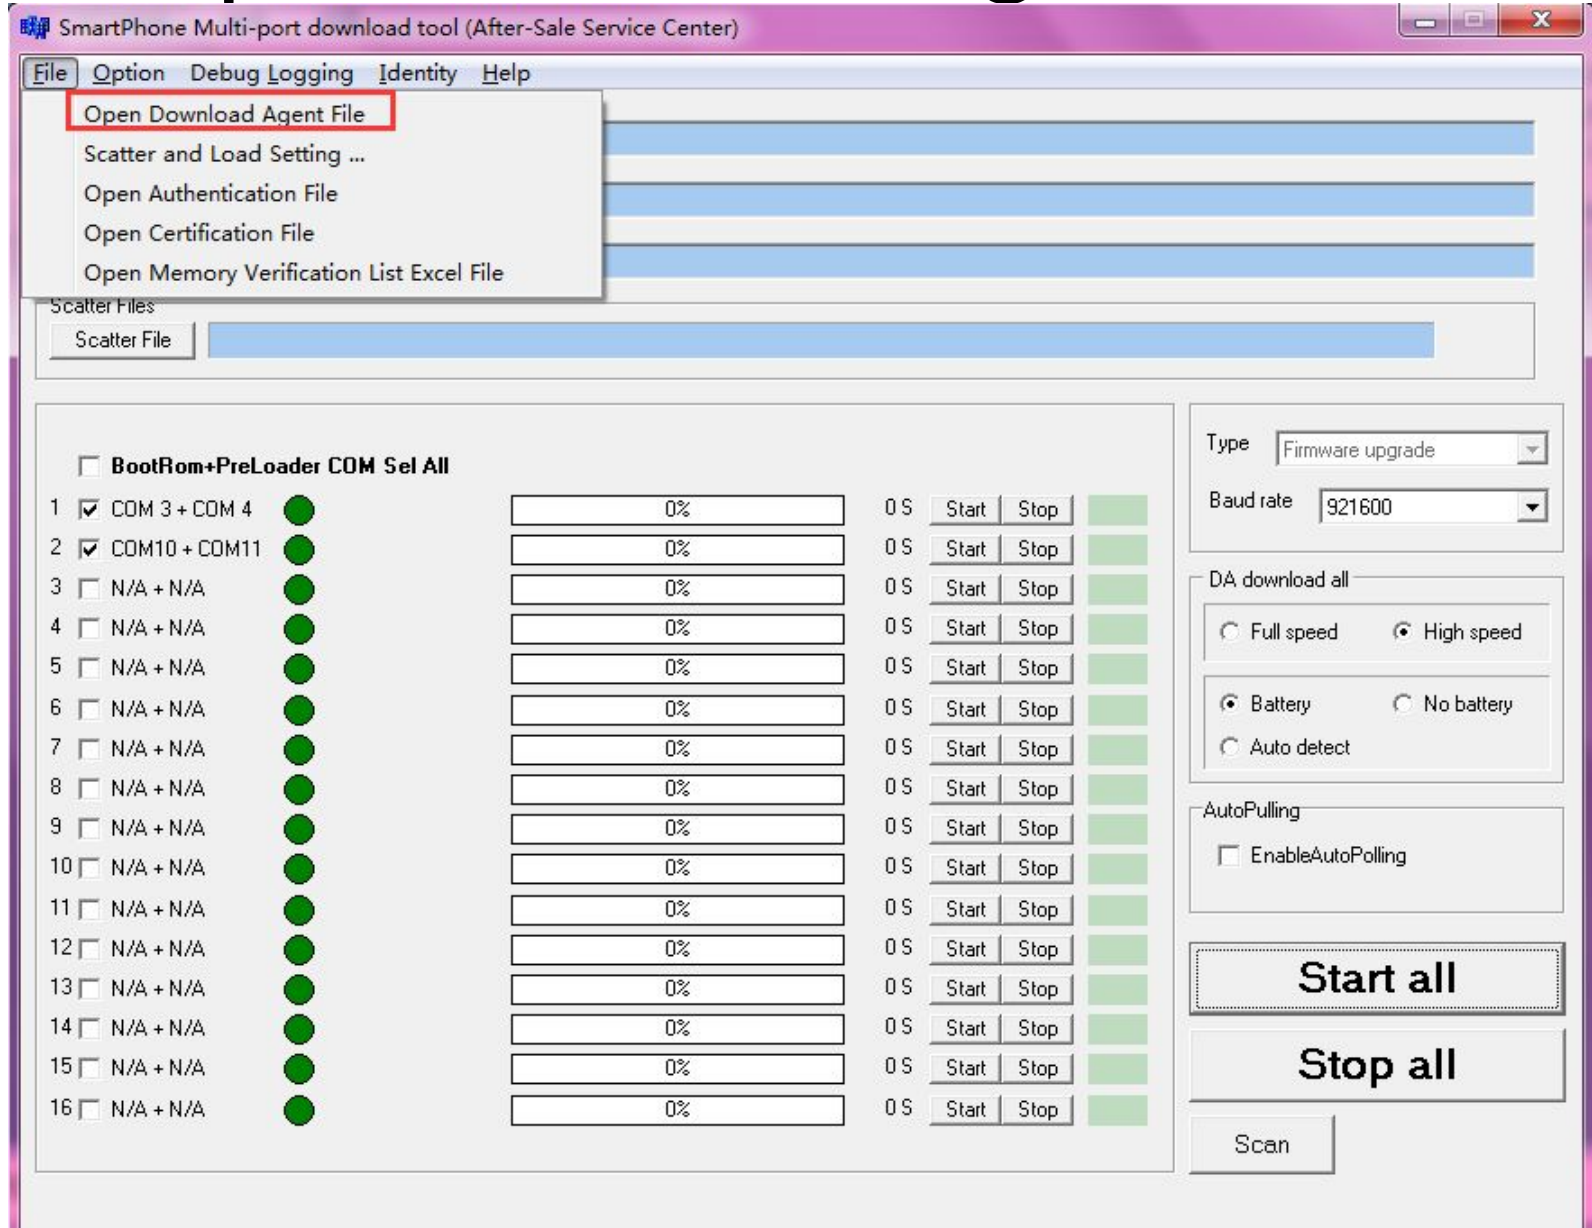 SmartPhone Multi-port download tool (After-Sale Service Center)
File Option Debug Logging Identity Help
Open Download Agent File
Scatter and Load Setting ...
Open Authentication File
Open Certification File
Open Memory Verification List Excel File
Scatter Files
Scatter File
BootRom+PreLoader COM Sel All
1 COM 3 + COM 4 0% 0 S Start Stop
2 COM10 + COM11 0% 0 S Start Stop
3 N/A + N/A 0% 0 S Start Stop
4 N/A + N/A 0% 0 S Start Stop
5 N/A + N/A 0% 0 S Start Stop
6 N/A + N/A 0% 0 S Start Stop
7 N/A + N/A 0% 0 S Start Stop
8 N/A + N/A 0% 0 S Start Stop
9 N/A + N/A 0% 0 S Start Stop
10 N/A + N/A 0% 0 S Start Stop
11 N/A + N/A 0% 0 S Start Stop
12 N/A + N/A 0% 0 S Start Stop
13 N/A + N/A 0% 0 S Start Stop
14 N/A + N/A 0% 0 S Start Stop
15 N/A + N/A 0% 0 S Start Stop
16 N/A + N/A 0% 0 S Start Stop
Type Firmware upgrade
Baud rate 921600
DA download all
Full speed High speed
Battery No battery
Auto detect
AutoPulling
EnableAutoPolling
Start all
Stop all
Scan